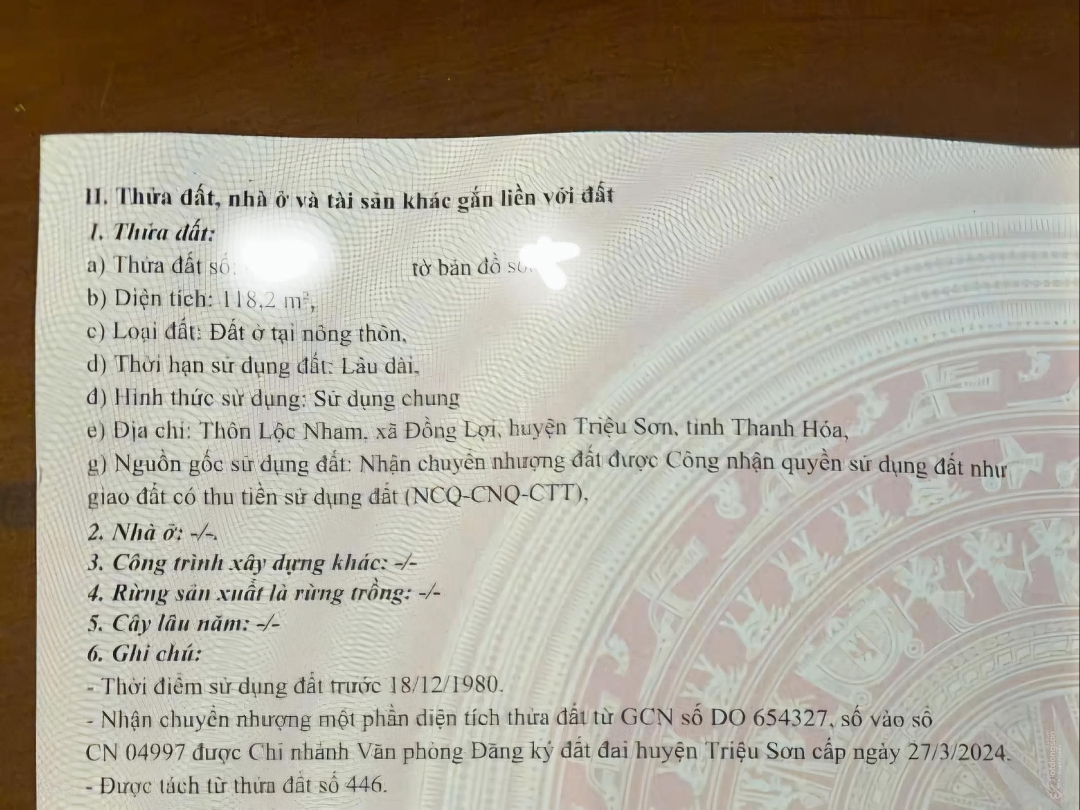 II. Thửa đất, nhà ở và tài sản khác gắn liền với đất
1. Thửa đất:
a) Thửa đất số: tờ bản đồ số
b) Diện tích: 118,2 m²,
c) Loại đất: Đất ở tại nông thôn,
d) Thời hạn sử dụng đất: Lâu dài,
đ) Hình thức sử dụng: Sử dụng chung
e) Địa chỉ: Thôn Lộc Nham, xã Đồng Lợi, huyện Triệu Sơn, tỉnh Thanh Hóa,
g) Nguồn gốc sử dụng đất: Nhận chuyển nhượng đất được Công nhận quyền sử dụng đất như
giao đất có thu tiền sử dụng đất (NCQ-CNQ-CTT),
2. Nhà ở: -/-.
3. Công trình xây dựng khác: -/-
4. Rừng sản xuất là rừng trồng: -/-
5. Cây lâu năm: -/-
6. Ghi chú:
- Thời điểm sử dụng đất trước 18/12/1980.
- Nhận chuyển nhượng một phần diện tích thửa đất từ GCN số DO 654327, số vào sổ
CN 04997 được Chi nhánh Văn phòng Đăng ký đất đai huyện Triệu Sơn cấp ngày 27/3/2024.
- Được tách từ thửa đất số 446.